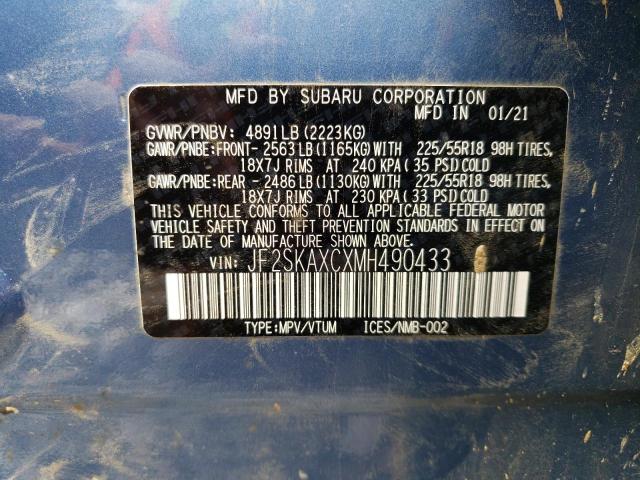 MFD BY SUBARU CORPORATION
MFD IN 01/21
GVWR/PNBV: 4891LB(2223KG)
GAWR/PNBE:FRONT- 2563LB(1165KG)WITH 225/55R18 98H TIRES,
18X7J RIMS AT 240 KPA(35 PSI)COLD
GAWR/PNBE:REAR - 2486LB(1130KG)WITH 225/55R18 98H TIRES,
18X7J RIMS AT 230 KPA(33 PSI)COLD
THIS VEHICLE CONFORMS TO ALL APPLICABLE FEDERAL MOTOR
VEHICLE SAFETY AND THEFT PREVENTION STANDARDS IN EFFECT ON
THE DATE OF MANUFACTURE SHOWN ABOVE.
VIN: JF2SKAXCXMH490433
TYPE:MPV/VTUM ICES/NMB-002